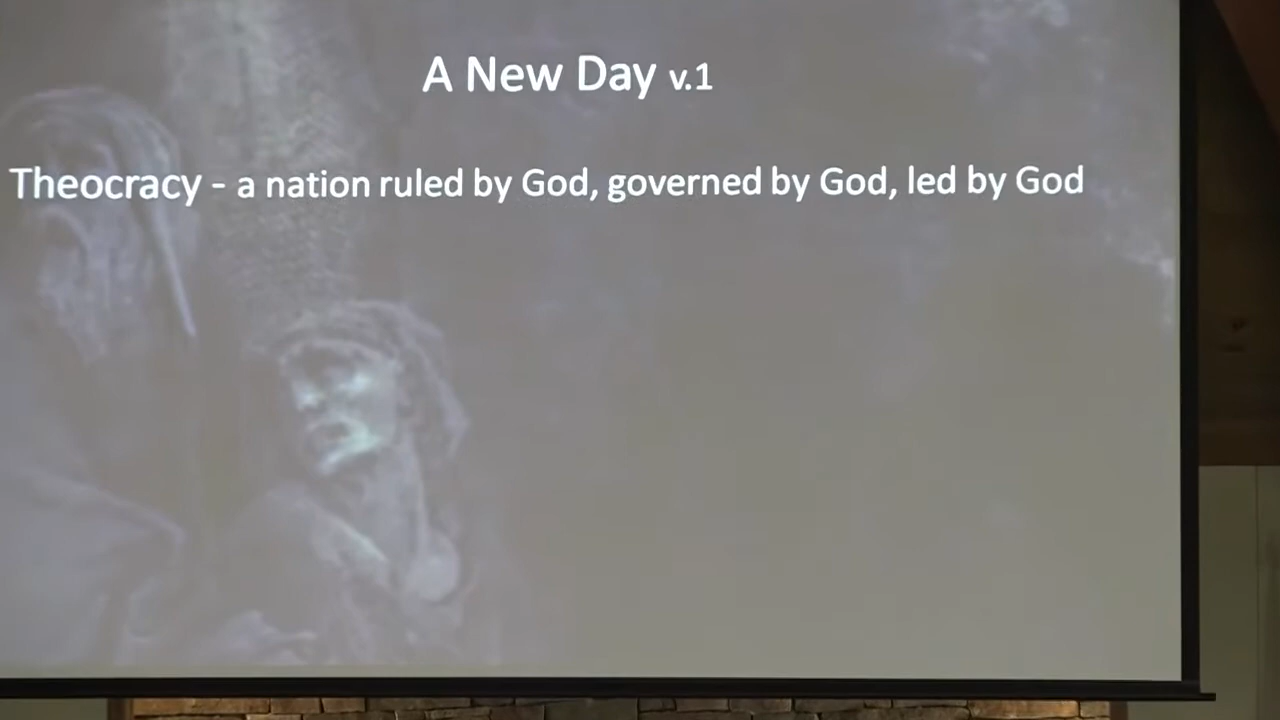 A New Day v.1
Theocracy - a nation ruled by God, governed by God, led by God